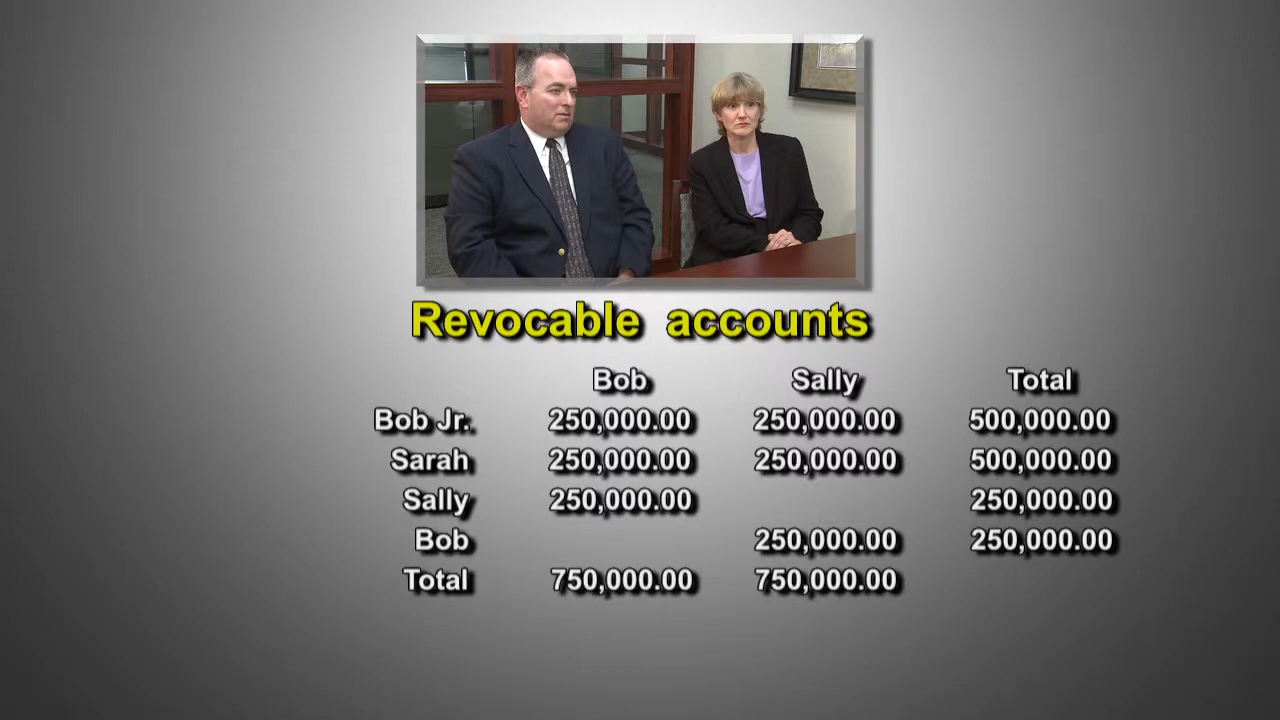 Revocable accounts
Bob Sally Total
Bob Jr. 250,000.00 250,000.00 500,000.00
Sarah 250,000.00 250,000.00 500,000.00
Sally 250,000.00 250,000.00
Bob 250,000.00 250,000.00
Total 750,000.00 750,000.00